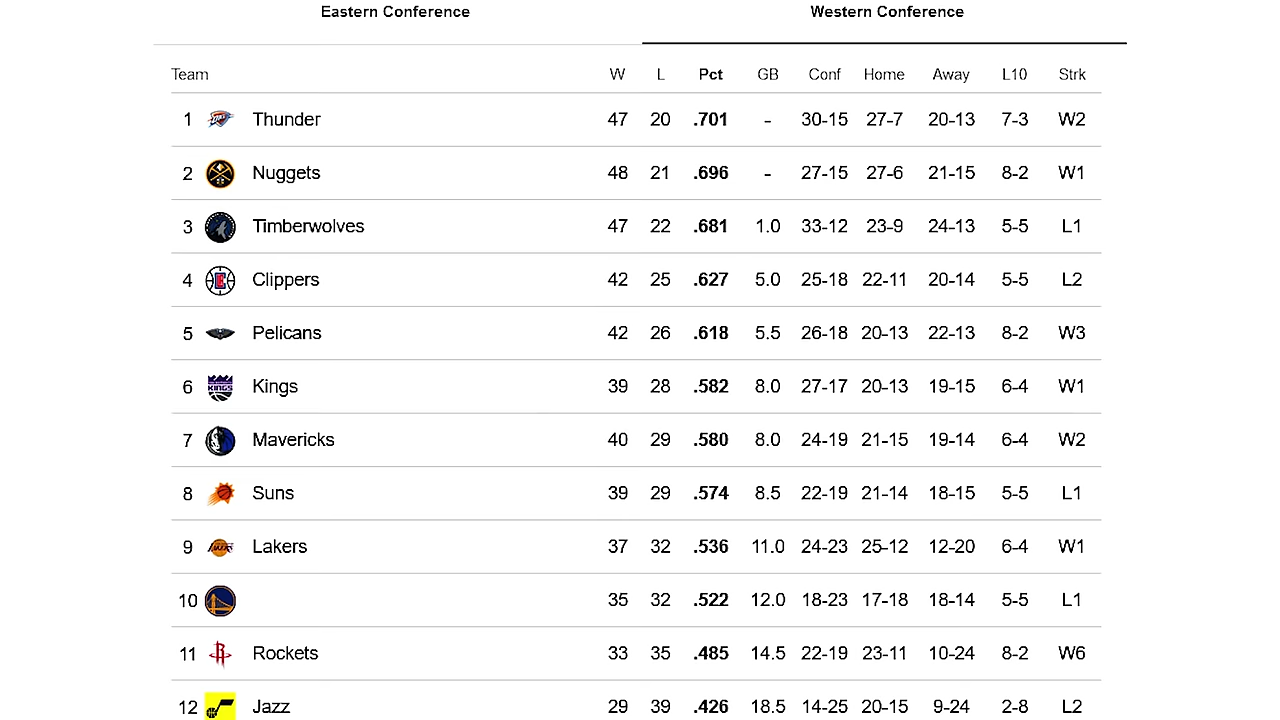 Eastern Conference Western Conference
Team W L Pct GB Conf Home Away L10 Strk
1 Thunder 47 20 .701 - 30-15 27-7 20-13 7-3 W2
2 Nuggets 48 21 .696 - 27-15 27-6 21-15 8-2 W1
3 Timberwolves 47 22 .681 1.0 33-12 23-9 24-13 5-5 L1
4 Clippers 42 25 .627 5.0 25-18 22-11 20-14 5-5 L2
5 Pelicans 42 26 .618 5.5 26-18 20-13 22-13 8-2 W3
6 KINGS Kings 39 28 .582 8.0 27-17 20-13 19-15 6-4 W1
7 Mavericks 40 29 .580 8.0 24-19 21-15 19-14 6-4 W2
8 Suns 39 29 .574 8.5 22-19 21-14 18-15 5-5 L1
9 Lakers 37 32 .536 11.0 24-23 25-12 12-20 6-4 W1
10 35 32 .522 12.0 18-23 17-18 18-14 5-5 L1
11 Rockets 33 35 .485 14.5 22-19 23-11 10-24 8-2 W6
12 Jazz 29 39 .426 18.5 14-25 20-15 9-24 2-8 L2